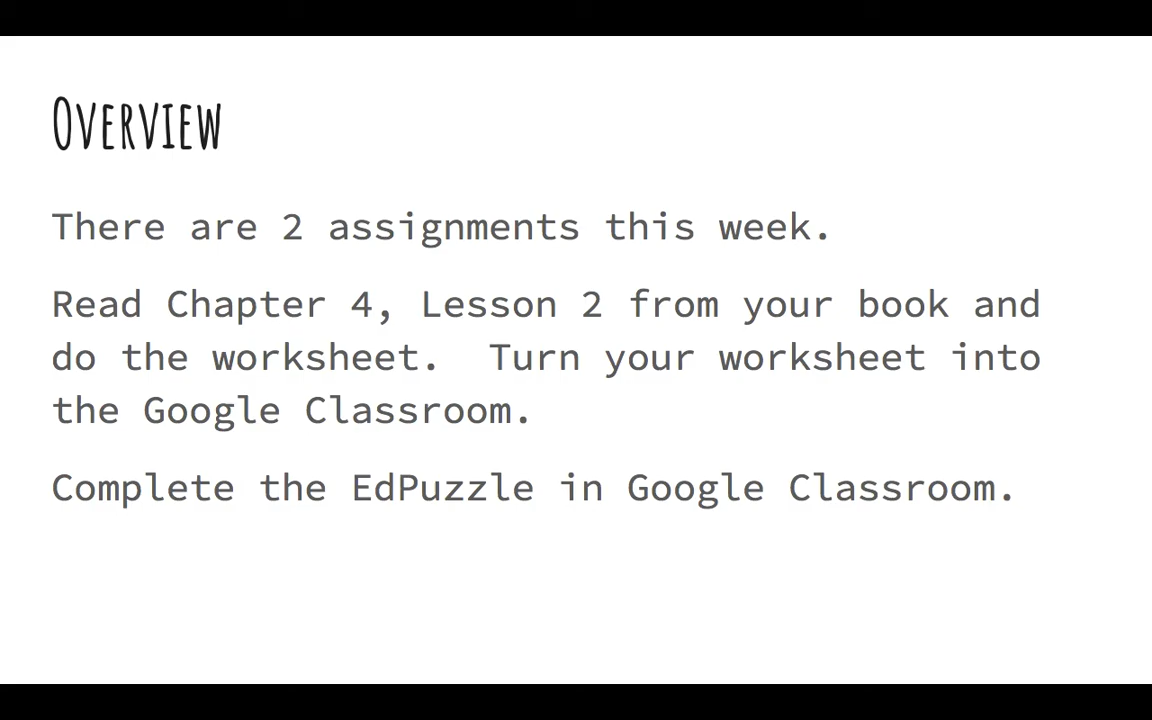 Overview
There are 2 assignments this week.
Read Chapter 4, Lesson 2 from your book and
do the worksheet.  Turn your worksheet into
the Google Classroom.
Complete the EdPuzzle in Google Classroom.